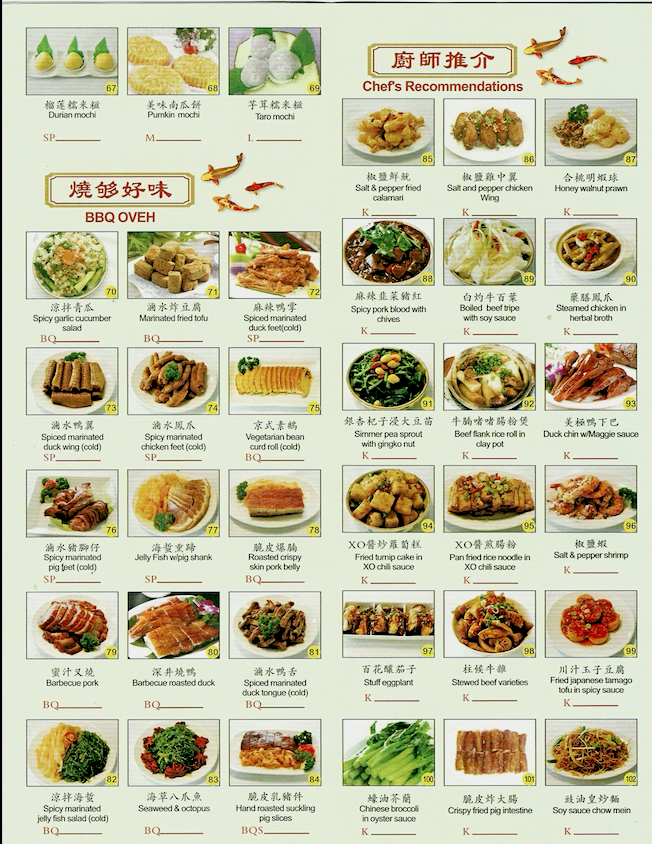 67
榴莲糯米糍
Durian mochi
SP
68
美味南瓜餅
Pumkin mochi
M
69
芋茸糯米糍
Taro mochi
L
燒够好味
BBQ OVEH
70
涼拌青瓜
Spicy garlic cucumber
salad
BQ
71
滷水炸豆腐
Marinated fried tofu
BQ
72
麻辣鴨掌
Spiced marinated
duck feet(cold)
SP
73
滷水鴨翼
Spiced marinated
duck wing (cold)
SP
74
滷水鳳爪
Spicy marinated
chicken feet (cold)
SP
75
京式素鵝
Vegetarian bean
curd roll (cold)
BQ
76
滷水豬腳仔
Spicy marinated
pig feet (cold)
SP
77
海蜇熏蹄
Jelly Fish w/pig shank
SP
78
脆皮爆腩
Roasted crispy
skin pork belly
BQ
79
蜜汁叉燒
Barbecue pork
BQ
80
深井燒鴨
Barbecue roasted duck
BQ
81
滷水鴨舌
Spiced marinated
duck tongue (cold)
BQ
82
涼拌海蜇
Spicy marinated
jelly fish salad (cold)
BQ
83
海草八爪魚
Seaweed & octopus
BQ
84
脆皮乳豬件
Hand roasted suckling
pig slices
BQS
廚師推介
Chef's Recommendations
85
椒鹽鮮魷
Salt & pepper fried
calamari
K
86
椒鹽雞中翼
Salt and pepper chicken
Wing
K
87
合桃明蝦球
Honey walnut prawn
K
88
麻辣韭菜豬紅
Spicy pork blood with
chives
K
89
白灼牛百葉
Boiled beef tripe
with soy sauce
K
90
藥膳鳳爪
Steamed chicken in
herbal broth
K
91
銀杏杞子浸大豆苗
Simmer pea sprout
with gingko nut
K
92
牛腩啫啫腸粉煲
Beef flank rice roll in
clay pot
K
93
美極鴨下巴
Duck chin w/Maggie sauce
K
94
XO醬炒蘿蔔糕
Fried turnip cake in
XO chili sauce
K
95
XO醬煎腸粉
Pan fried rice noodle in
XO chili sauce
K
96
椒鹽蝦
Salt & pepper shrimp
K
97
百花釀茄子
Stuff eggplant
K
98
柱候牛雜
Stewed beef varieties
K
99
川汁玉子豆腐
Fried japanese tamago
tofu in spicy sauce
K
100
蠔油芥蘭
Chinese broccoli
in oyster sauce
K
101
脆皮炸大腸
Crispy fried pig intestine
K
102
豉油皇炒麵
Soy sauce chow mein
K